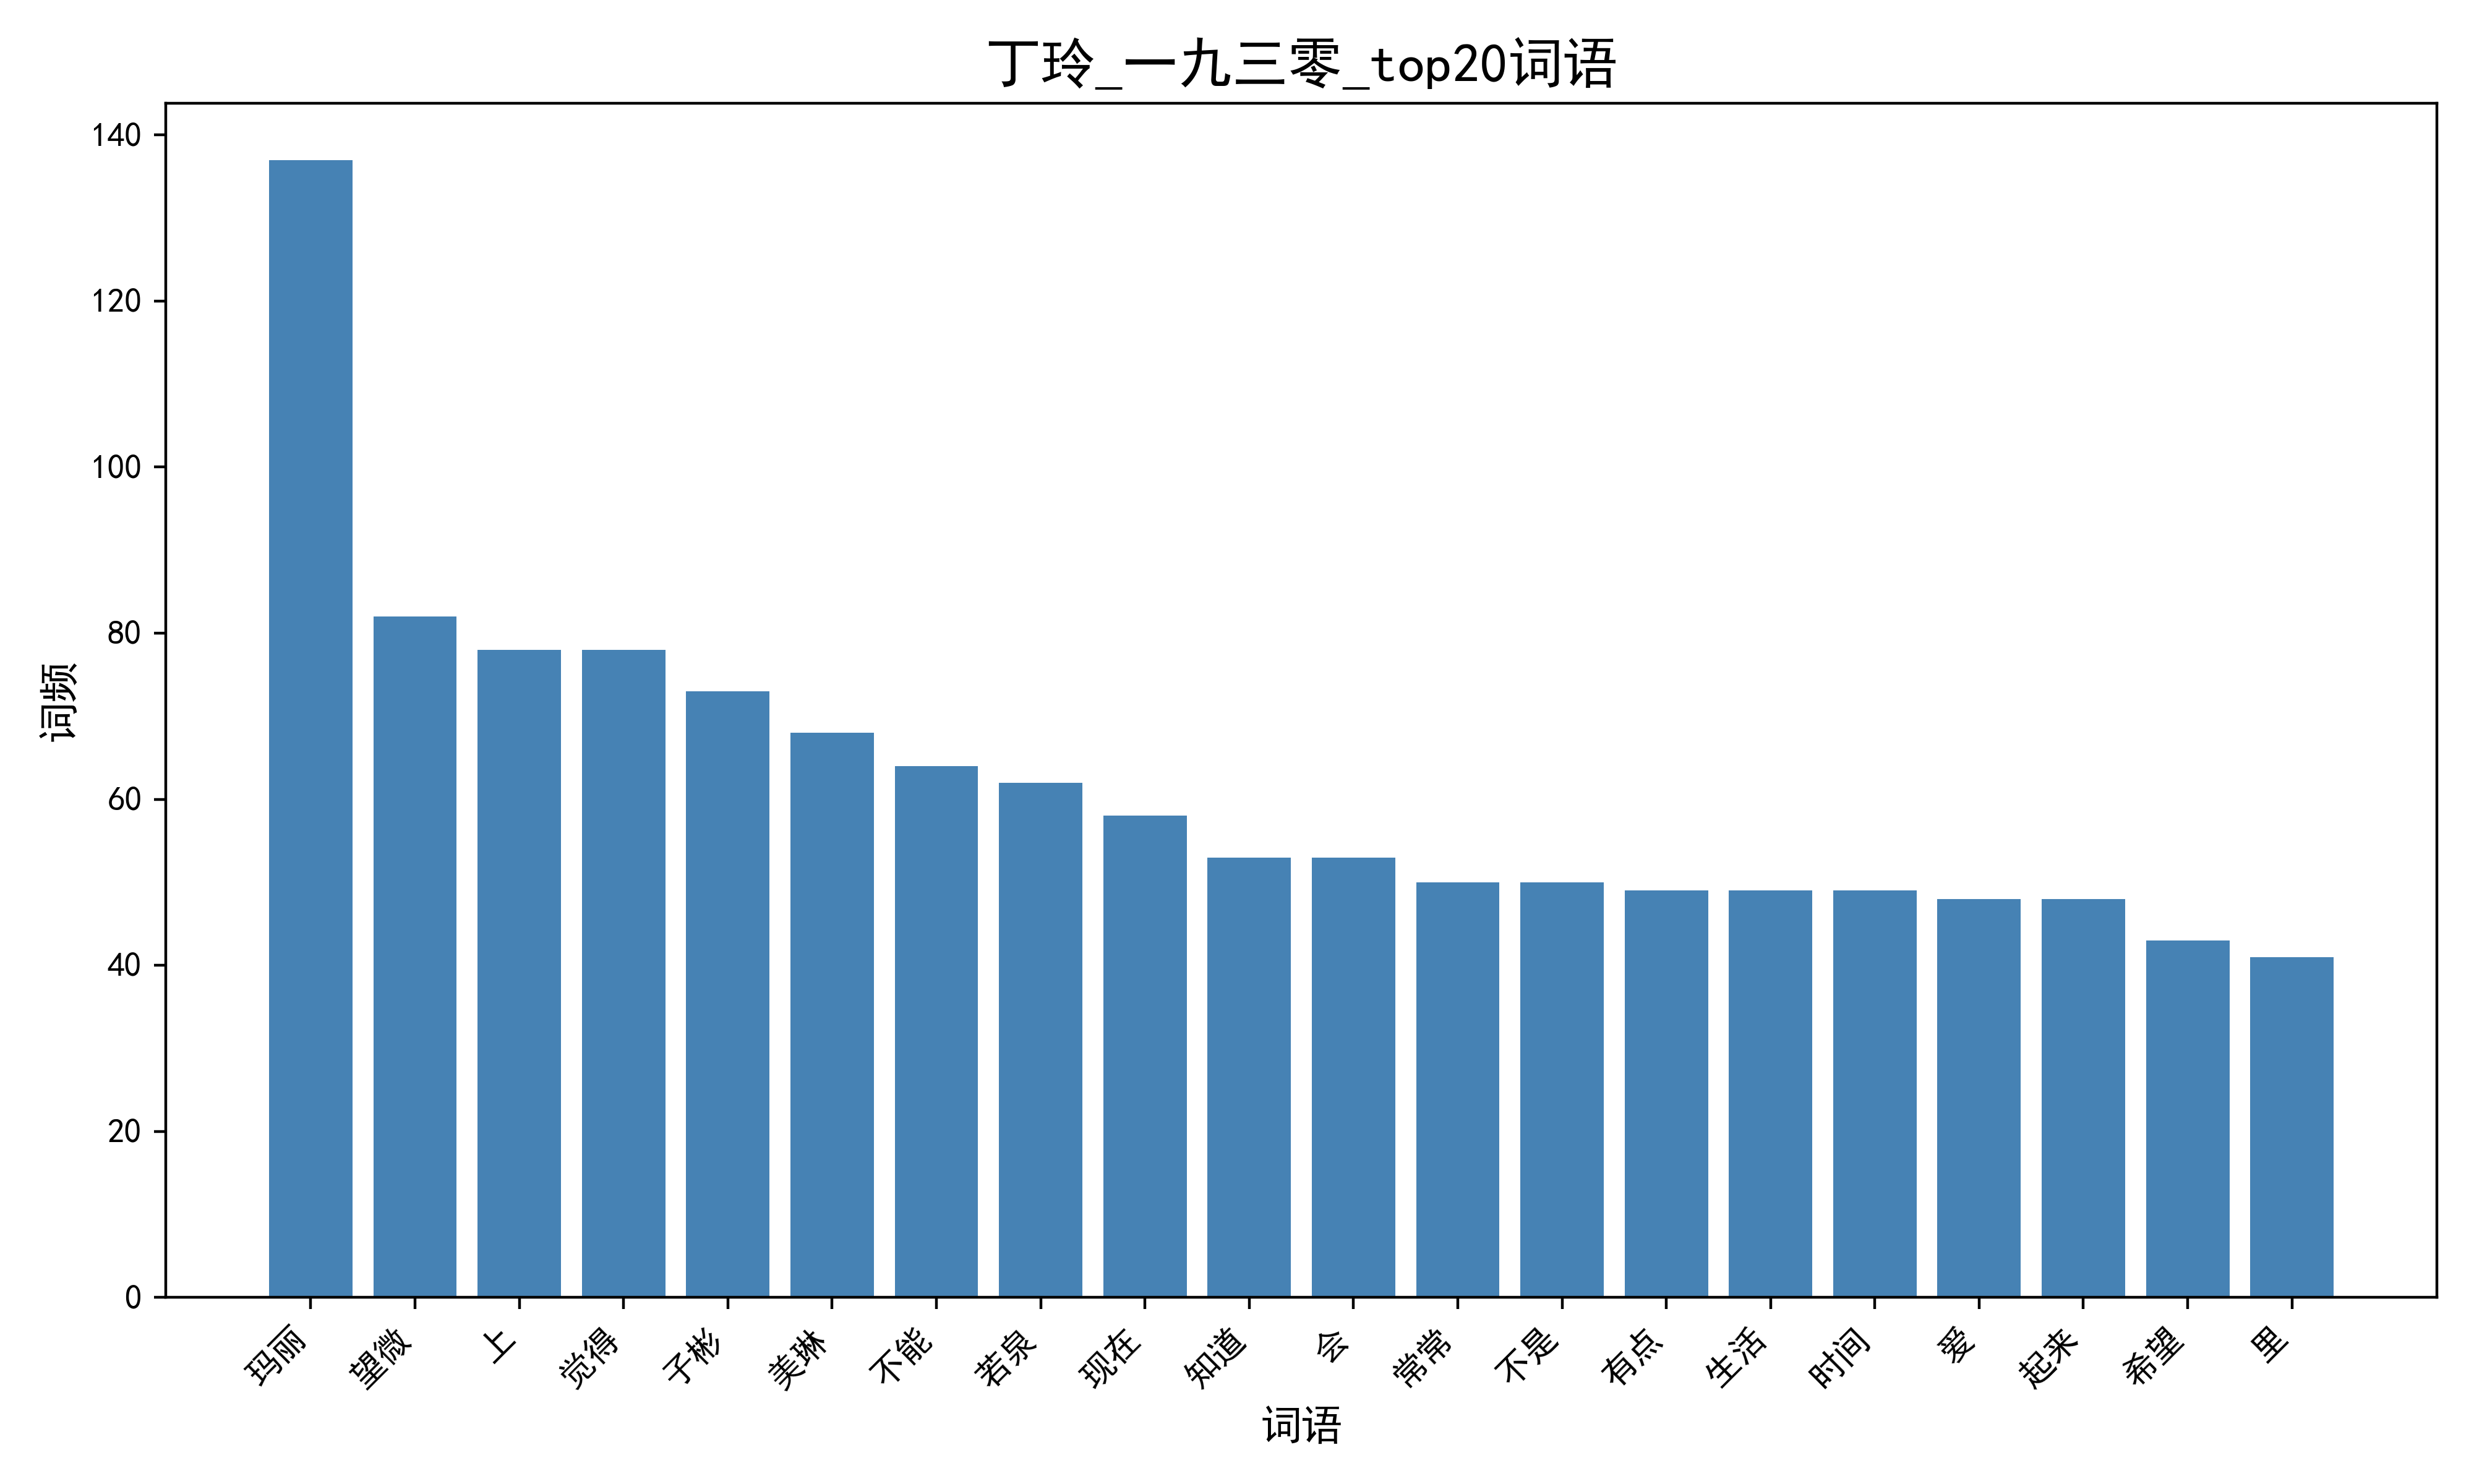 丁玲_一九三零_top20词语
词频
140
120
100
80
60
40
20
0
玛丽
望微
上
觉得
子彬
美琳
不能
若泉
现在
知道
会
常常
不是
有点
生活
时间
爱
起来
希望
里
词语